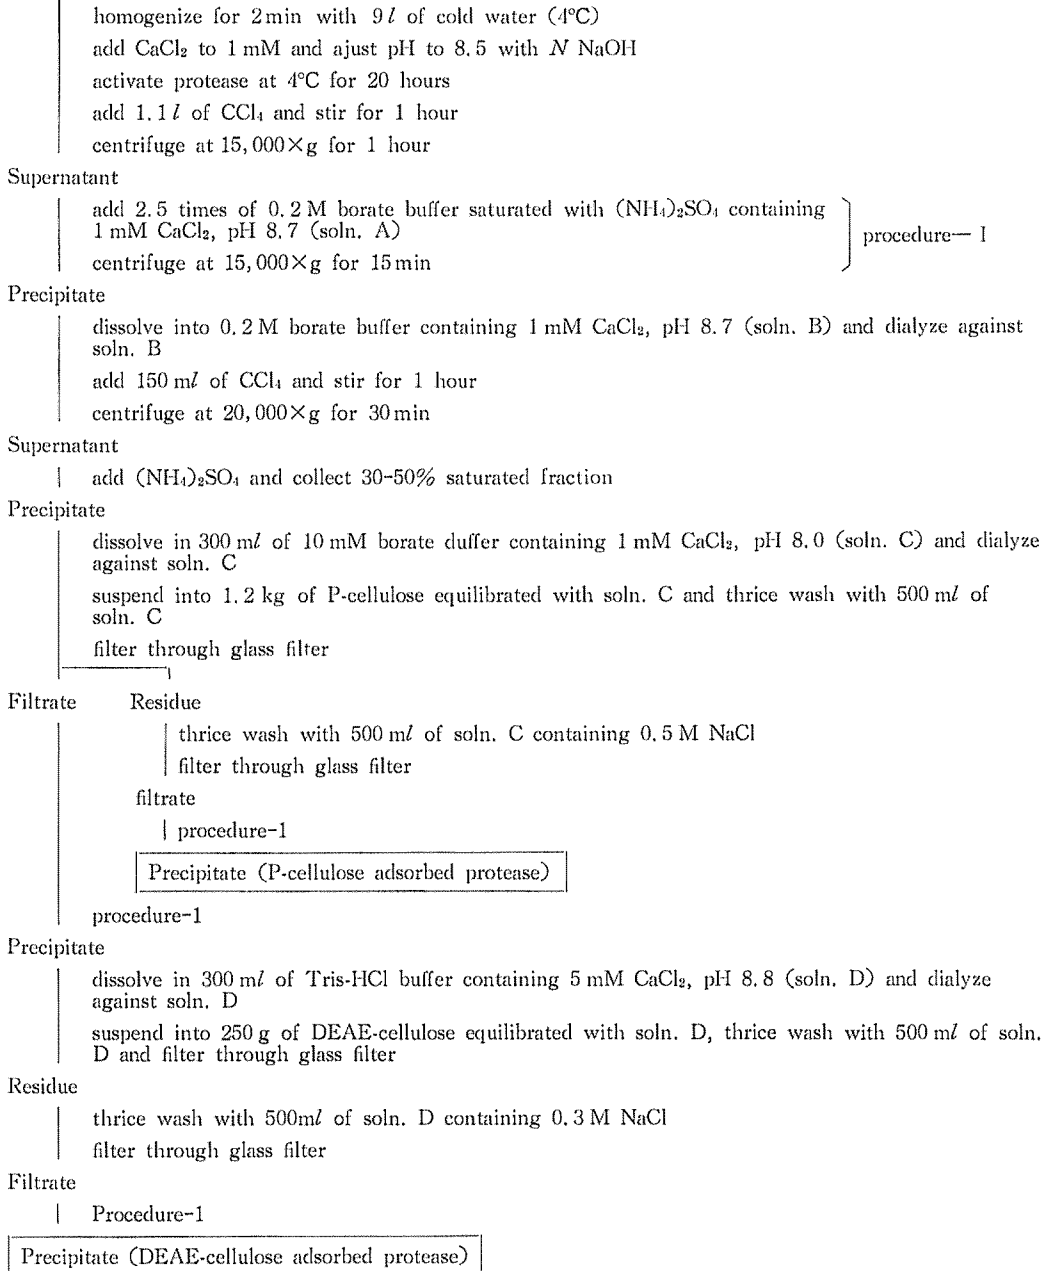 homogenize for 2 min with 9 l of cold water (4°C)
add CaCl₂ to 1 mM and ajust pH to 8.5 with N NaOH
activate protease at 4°C for 20 hours
add 1.1 l of CCl₄ and stir for 1 hour
centrifuge at 15,000×g for 1 hour
Supernatant
add 2.5 times of 0.2 M borate buffer saturated with (NH₄)₂SO₄ containing
1 mM CaCl₂, pH 8.7 (soln. A)
procedure— I
centrifuge at 15,000×g for 15 min
Precipitate
dissolve into 0.2 M borate buffer containing 1 mM CaCl₂, pH 8.7 (soln. B) and dialyze against
soln. B
add 150 ml of CCl₄ and stir for 1 hour
centrifuge at 20,000×g for 30 min
Supernatant
add (NH₄)₂SO₄ and collect 30-50% saturated fraction
Precipitate
dissolve in 300 ml of 10 mM borate duffer containing 1 mM CaCl₂, pH 8.0 (soln. C) and dialyze
against soln. C
suspend into 1.2 kg of P-cellulose equilibrated with soln. C and thrice wash with 500 ml of
soln. C
filter through glass filter
Filtrate Residue
thrice wash with 500 ml of soln. C containing 0.5 M NaCl
filter through glass filter
filtrate
procedure-1
Precipitate (P-cellulose adsorbed protease)
procedure-1
Precipitate
dissolve in 300 ml of Tris-HCl buffer containing 5 mM CaCl₂, pH 8.8 (soln. D) and dialyze
against soln. D
suspend into 250 g of DEAE-cellulose equilibrated with soln. D, thrice wash with 500 ml of soln.
D and filter through glass filter
Residue
thrice wash with 500ml of soln. D containing 0.3 M NaCl
filter through glass filter
Filtrate
Procedure-1
Precipitate (DEAE-cellulose adsorbed protease)